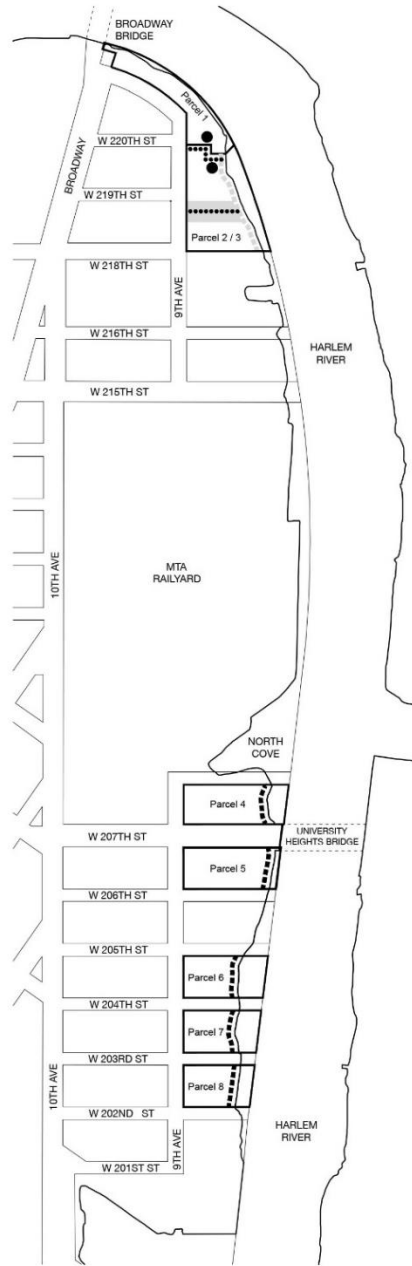 BROADWAY
BRIDGE
Parcel 1
W 220TH ST
BROADWAY
W 219TH ST
Parcel 2 / 3
W 218TH ST
9TH AVE
W 216TH ST
HARLEM
RIVER
W 215TH ST
10TH AVE
MTA
RAILYARD
NORTH
COVE
Parcel 4
W 207TH ST
UNIVERSITY
HEIGHTS BRIDGE
Parcel 5
W 206TH ST
W 205TH ST
Parcel 6
W 204TH ST
Parcel 7
W 203RD ST
10TH AVE
Parcel 8
W 202ND ST
HARLEM
RIVER
9TH AVE
W 201ST ST